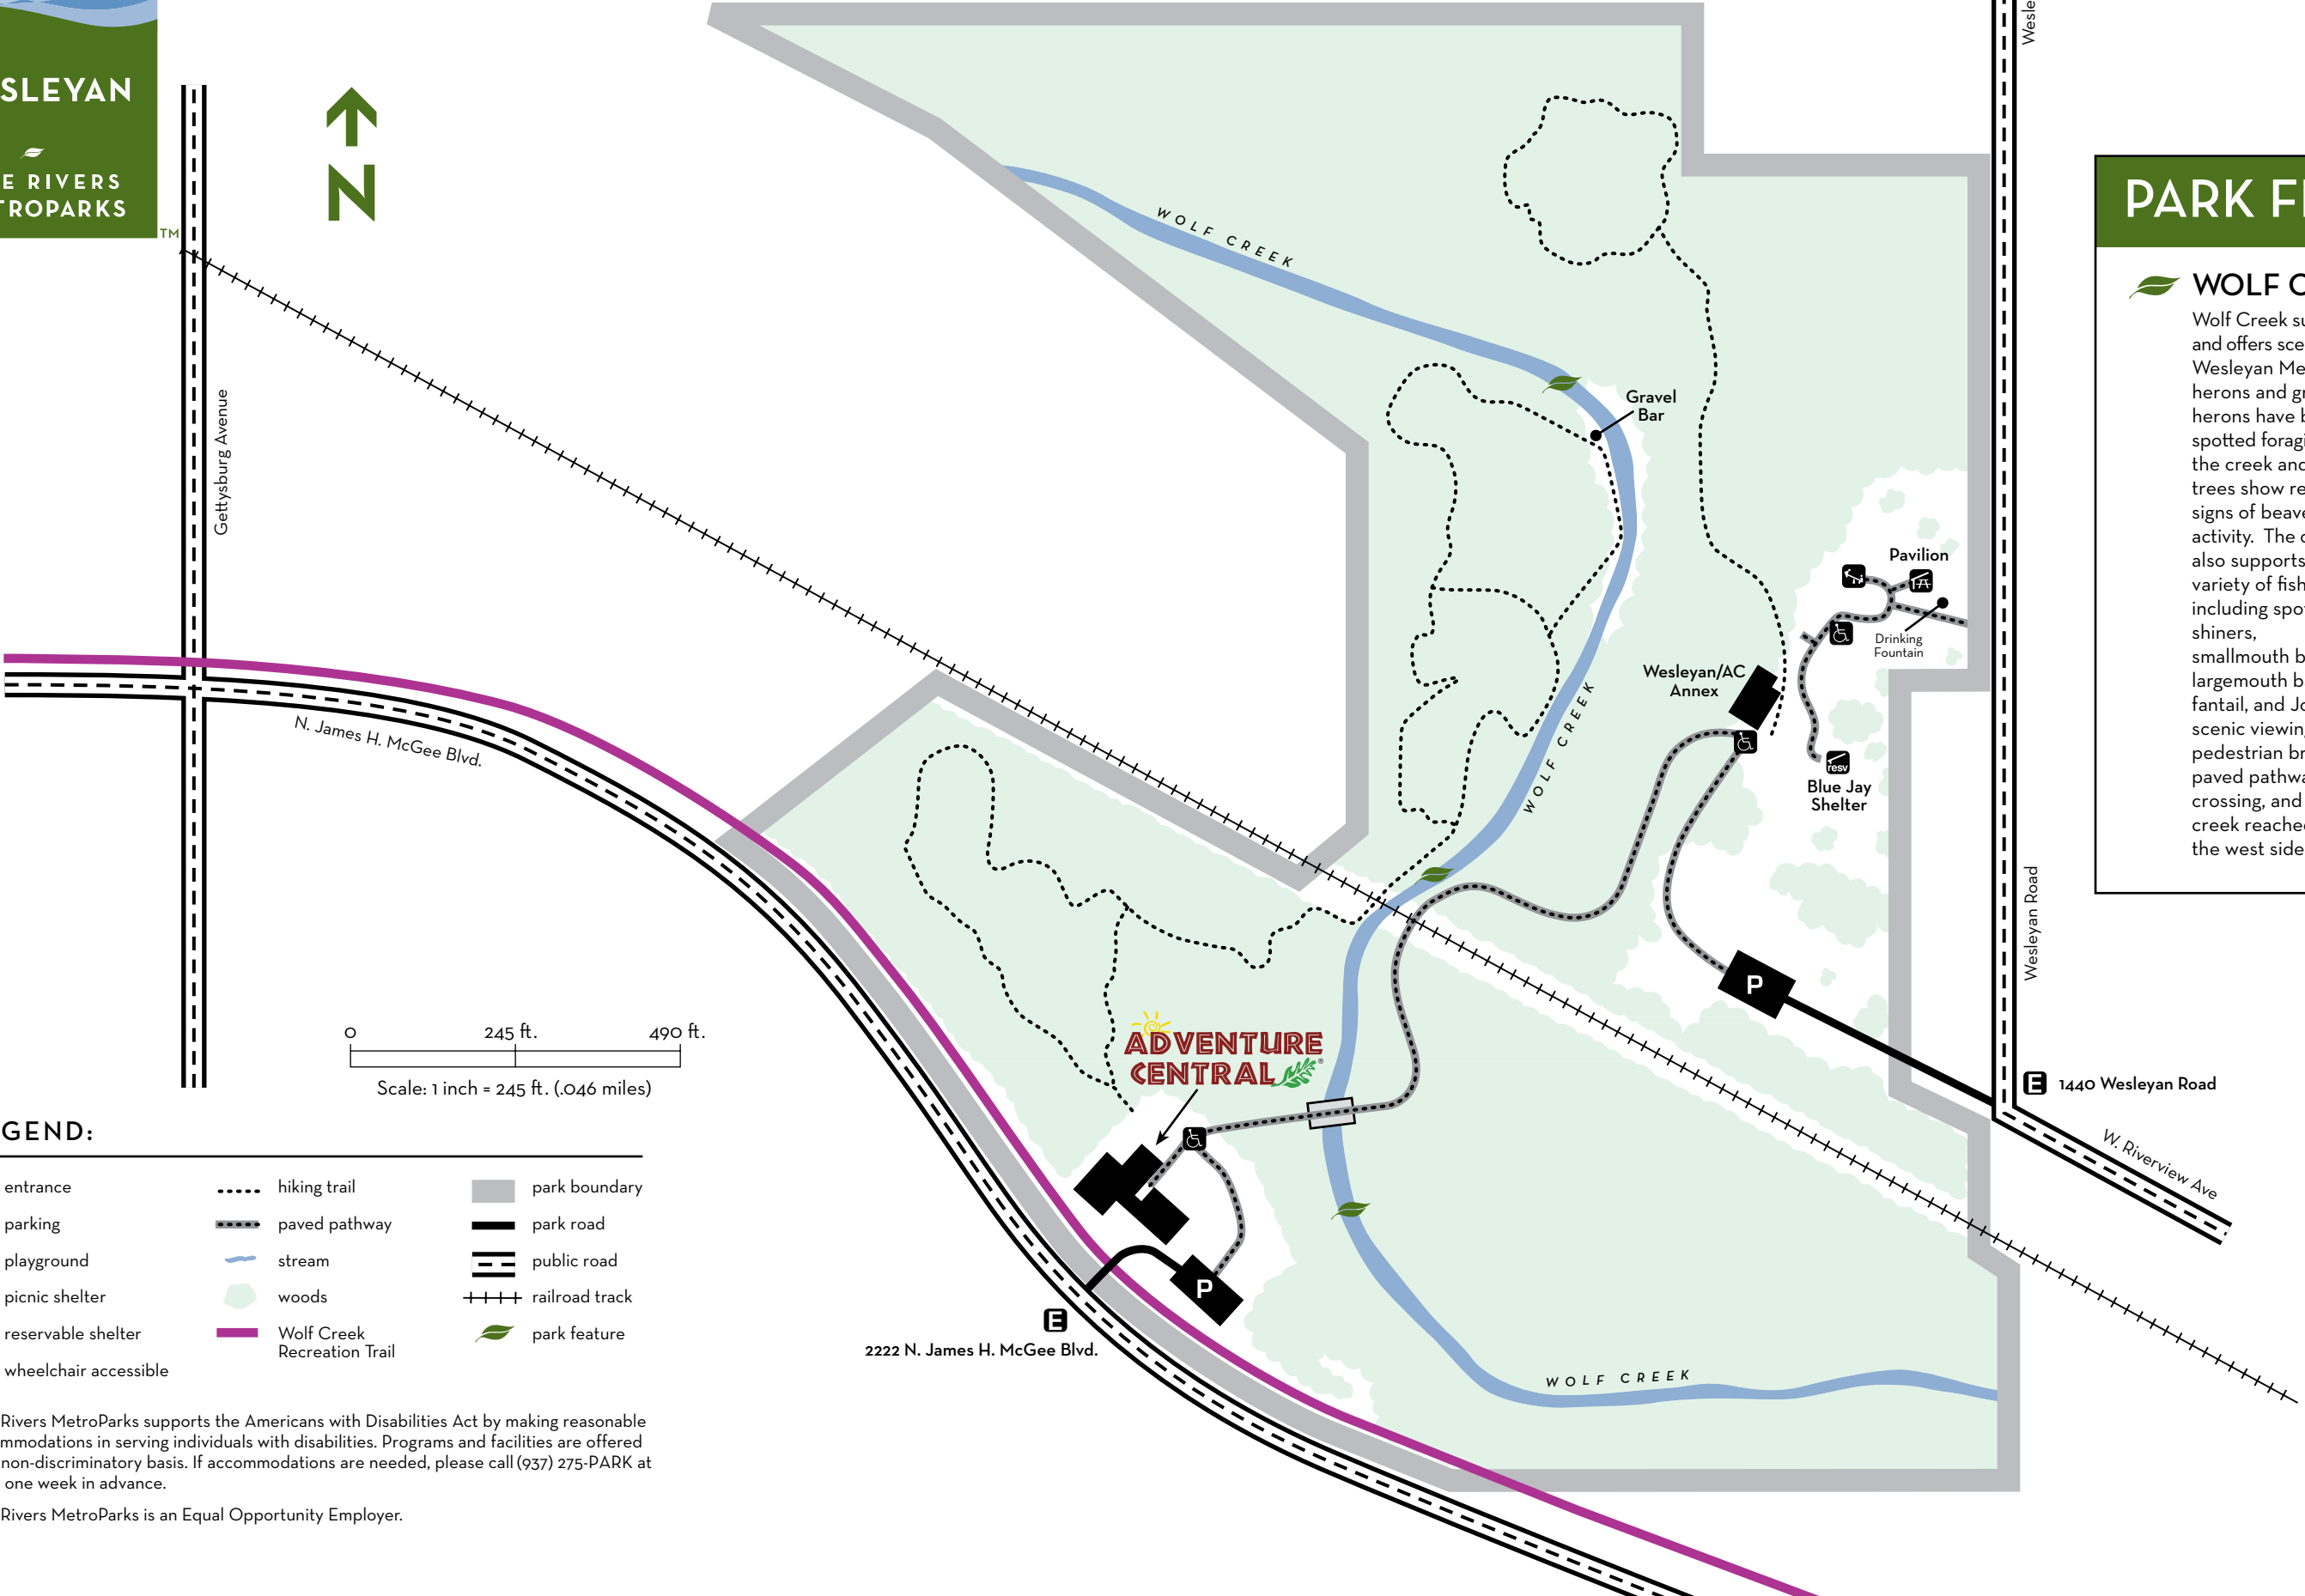 SLEYAN
E RIVERS
TROPARKS
TM
N
Gettysburg Avenue
N. James H. McGee Blvd.
WOLF CREEK
Gravel
Bar
Pavilion
Drinking
Fountain
Wesleyan/AC
Annex
resv
Blue Jay
Shelter
WOLF CREEK
P
Wesle
Wesleyan Road
E 1440 Wesleyan Road
W. Riverview Ave
ADVENTURE
CENTRAL®
P
E
2222 N. James H. McGee Blvd.
WOLF CREEK
0 245 ft. 490 ft.
Scale: 1 inch = 245 ft. (.046 miles)
GEND:
entrance
parking
playground
picnic shelter
reservable shelter
wheelchair accessible
hiking trail
paved pathway
stream
woods
Wolf Creek
Recreation Trail
park boundary
park road
public road
railroad track
park feature
Rivers MetroParks supports the Americans with Disabilities Act by making reasonable
mmodations in serving individuals with disabilities. Programs and facilities are offered
non-discriminatory basis. If accommodations are needed, please call (937) 275-PARK at
one week in advance.
Rivers MetroParks is an Equal Opportunity Employer.
PARK F
WOLF C
Wolf Creek su
and offers sce
Wesleyan Me
herons and gr
herons have b
spotted foragi
the creek and
trees show re
signs of beave
activity. The c
also supports
variety of fish
including spot
shiners,
smallmouth b
largemouth ba
fantail, and Jo
scenic viewing
pedestrian br
paved pathwa
crossing, and
creek reached
the west side